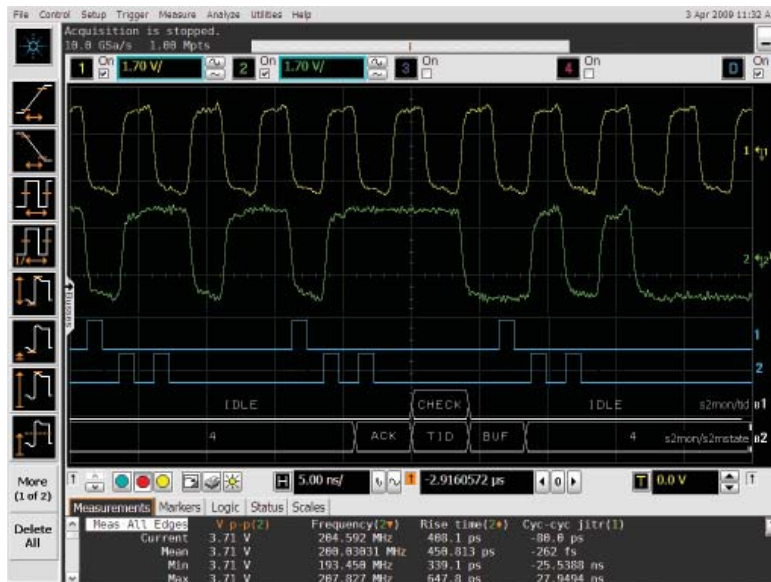 File Control Setup Trigger Measure Analyze Utilities Help 3 Apr 2009 11:32 A
Acquisition is stopped.
10.0 GSa/s 1.00 Mpts
1 On 1.70 V/ 2 On 1.70 V/ 3 On 4 On D On
1
2
Busses
1
2
IDLE CHECK IDLE s2mon/tid B1
4 ACK TID BUF 4 s2mon/s2mstate B2
More
(1 of 2)
Delete
All
H 5.00 ns/ -2.9160572 µs 0 T 0.0 V
Measurements Markers Logic Status Scales
Meas All Edges V p-p(2) Frequency(2▼) Rise time(2♦) Cyc-cyc jitr(1)
Current 3.71 V 204.592 MHz 408.1 ps -80.0 ps
Mean 3.71 V 200.03031 MHz 450.813 ps -262 fs
Min 3.71 V 193.450 MHz 339.1 ps -25.5388 ns
Max 3.71 V 207.827 MHz 647.8 ps 27.9494 ns